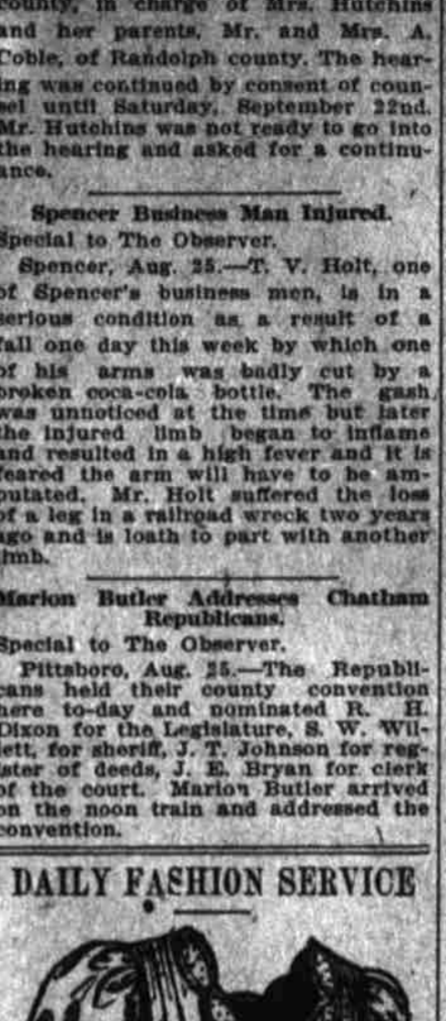 county, in charge of Mrs. Hutchins
and her parents, Mr. and Mrs. A.
Coble, of Randolph county. The hear-
ing was continued by consent of coun-
sel until Saturday, September 22nd.
Mr. Hutchins was not ready to go into
the hearing and asked for a continu-
ance.
Spencer Business Man Injured.
Special to The Observer.
Spencer, Aug. 25.—T. V. Holt, one
of Spencer's business men, is in a
serious condition as a result of a
fall one day this week by which one
of his arms was badly cut by a
broken coca-cola bottle. The gash
was unnoticed at the time but later
the injured limb began to inflame
and resulted in a high fever and it is
feared the arm will have to be am-
putated. Mr. Holt suffered the loss
of a leg in a railroad wreck two years
ago and is loath to part with another
limb.
Marion Butler Addresses Chatham
Republicans.
Special to The Observer.
Pittsboro, Aug. 25.—The Republi-
cans held their county convention
here to-day and nominated R. H.
Dixon for the Legislature, S. W. Wil-
lett, for sheriff, J. T. Johnson for reg-
ister of deeds, J. E. Bryan for clerk
of the court. Marion Butler arrived
on the noon train and addressed the
convention.
DAILY FASHION SERVICE